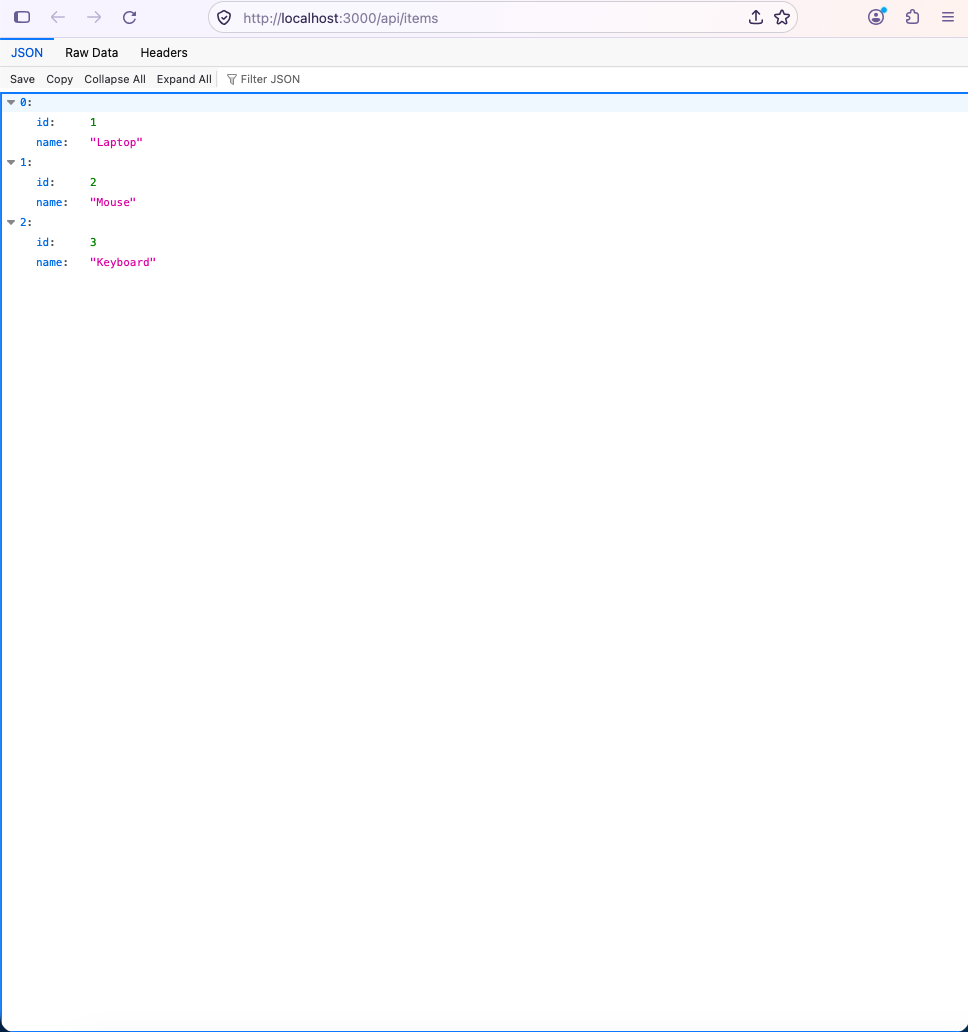 http://localhost:3000/api/items
JSON Raw Data Headers
Save Copy Collapse All Expand All Filter JSON
0:
id: 1
name: "Laptop"
1:
id: 2
name: "Mouse"
2:
id: 3
name: "Keyboard"